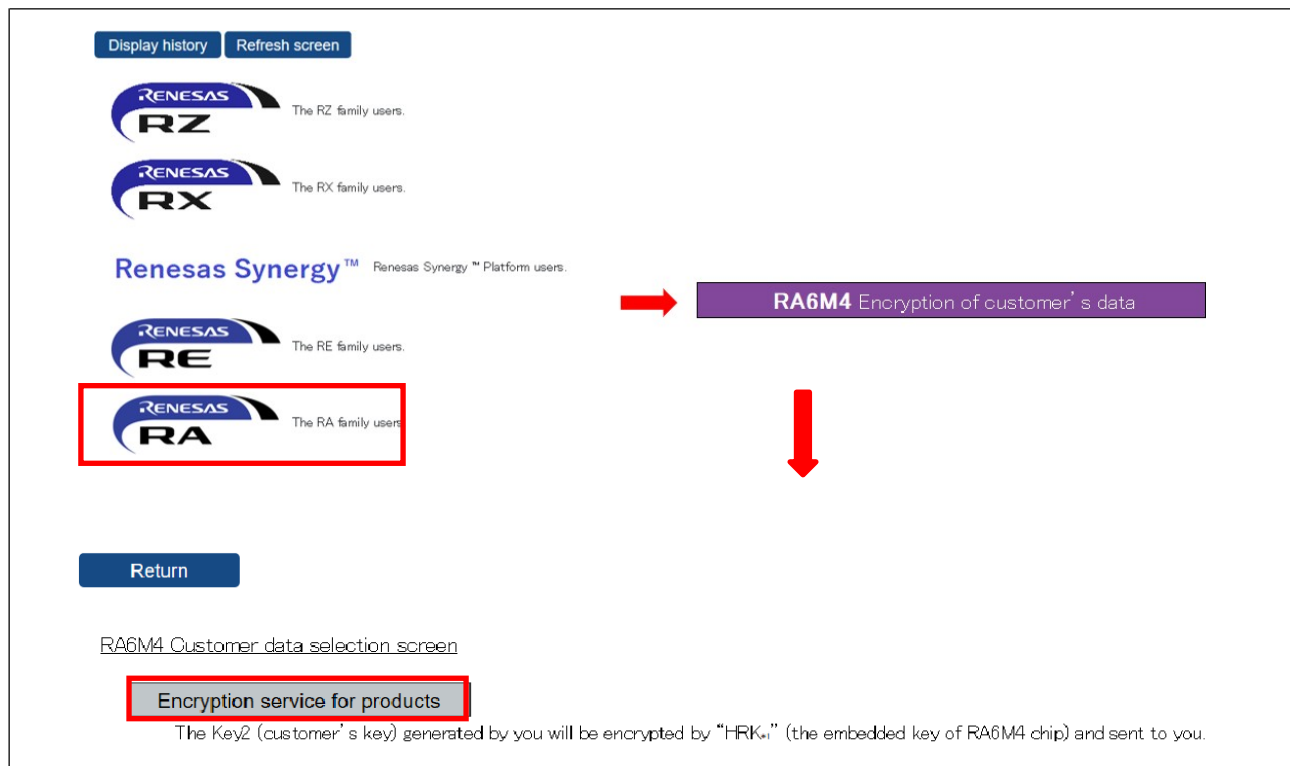 Display history Refresh screen
RENESAS
RZ The RZ family users.
RENESAS
RX The RX family users.
Renesas Synergy™ Renesas Synergy ™ Platform users.
RA6M4 Encryption of customer's data
RENESAS
RE The RE family users.
RENESAS
RA The RA family users
Return
RA6M4 Customer data selection screen
Encryption service for products
The Key2 (customer's key) generated by you will be encrypted by “HRK*1” (the embedded key of RA6M4 chip) and sent to you.